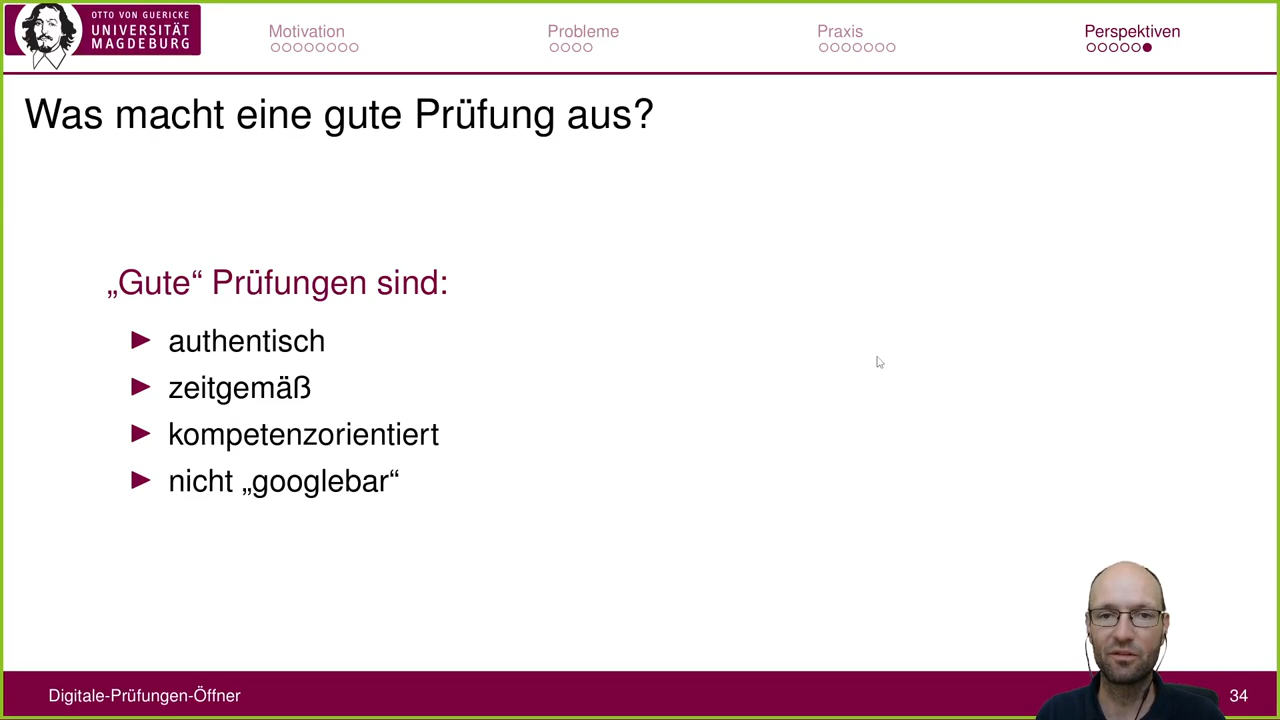 OTTO VON GUERICKE
UNIVERSITÄT
MAGDEBURG
Motivation
Probleme
Praxis
Perspektiven
Was macht eine gute Prüfung aus?
„Gute“ Prüfungen sind:
authentisch
zeitgemäß
kompetenzorientiert
nicht „googlebar“
Digitale-Prüfungen-Öffner
34